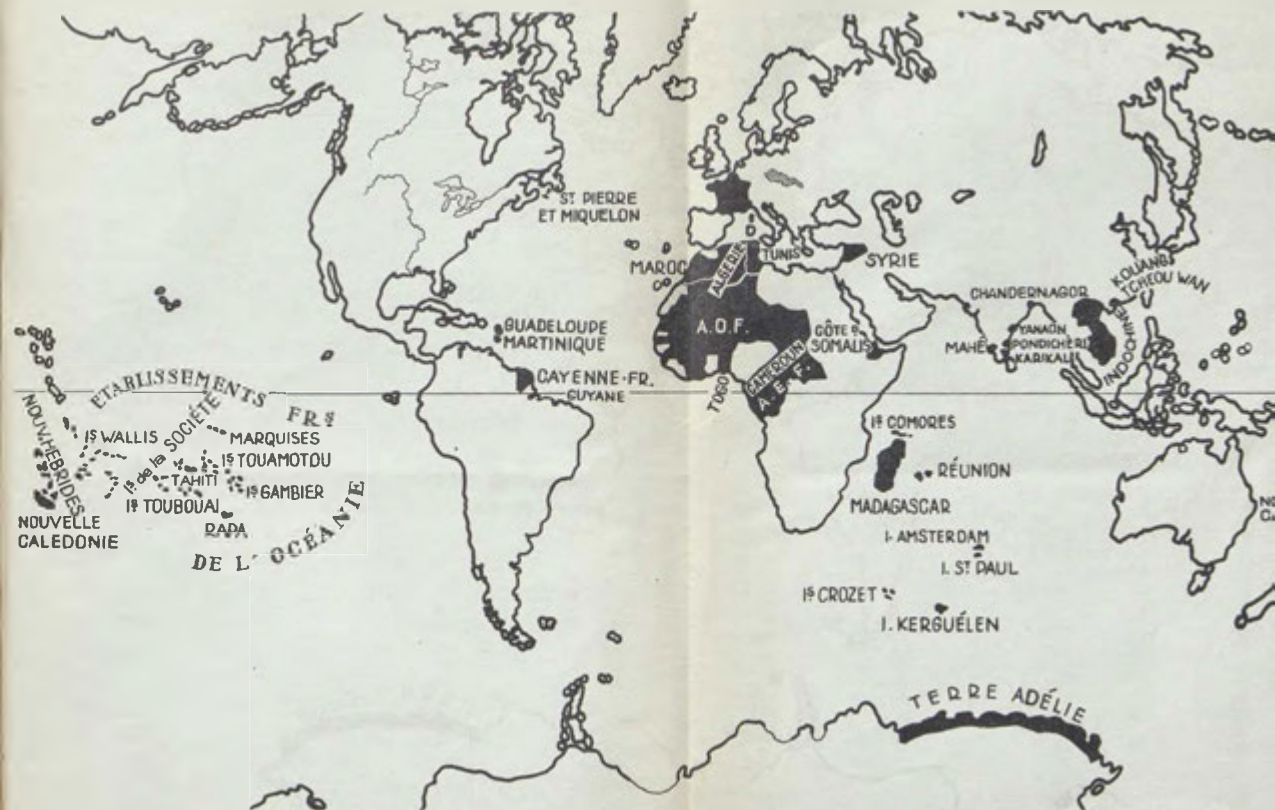 ST PIERRE
ET MIQUELON
MAROC
ALGÉRIE
TUNIS
SYRIE
A.O.F.
TOGO
CAMEROUN
A.E.F.
CÔTE D.
SOMALIS
GUADELOUPE
MARTINIQUE
CAYENNE-FR.
GUYANE
CHANDERNAGOR
KOUANG
TCHEOU WAN
MAHÉ
YANAON
PONDICHERI
KARIKAL
INDOCHINE
ETABLISSEMENTS FRS
DE L'OCÉANIE
NOUV. HEBRIDES
IS WALLIS
IS de la SOCIÉTÉ
MARQUISES
IS TOUAMOTOU
TAHITI
IS GAMBIER
IS TOUBOUAI
RAPA
NOUVELLE
CALEDONIE
IS COMORES
RÉUNION
MADAGASCAR
I. AMSTERDAM
I. ST PAUL
IS CROZET
I. KERGUÉLEN
TERRE ADÉLIE